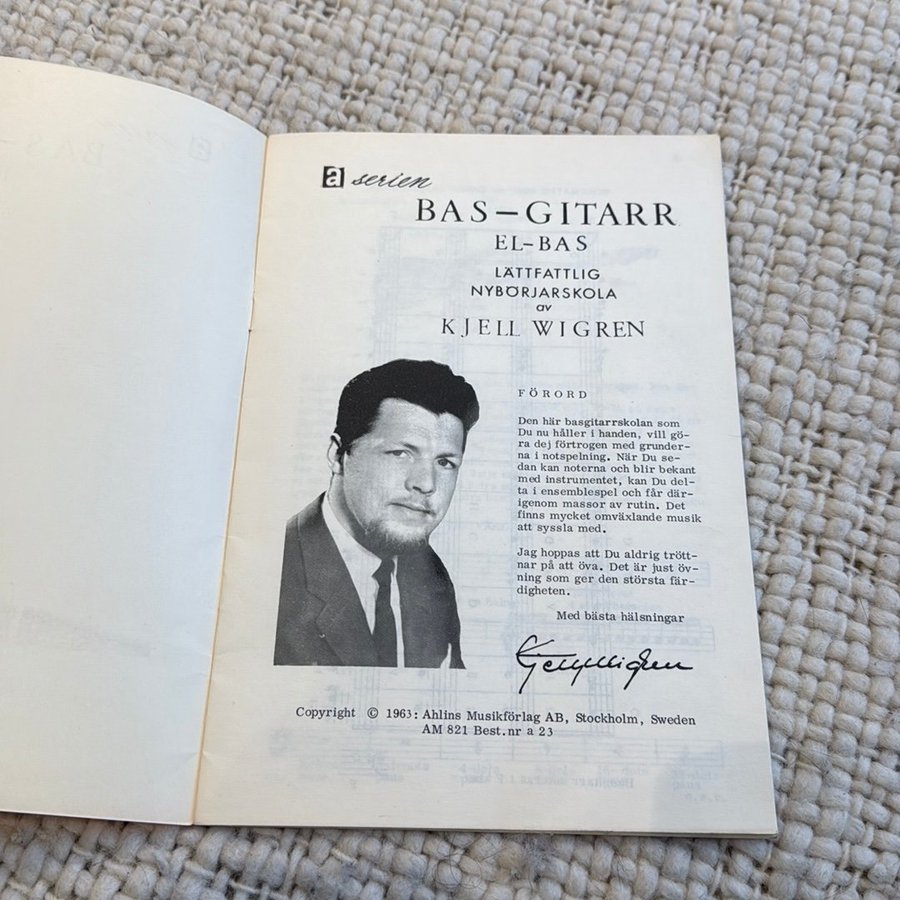 a serien
BAS-GITARR
EL-BAS
LÄTTFATTLIG
NYBÖRJARSKOLA
av
KJELL WIGREN
FÖRORD
Den här basgitarrskolan som
Du nu håller i handen, vill gö-
ra dej förtrogen med grunder-
na i notspelning. När Du se-
dan kan noterna och blir bekant
med instrumentet, kan Du del-
ta i ensemblespel och får där-
igenom massor av rutin. Det
finns mycket omväxlande musik
att syssla med.
Jag hoppas att Du aldrig trött-
nar på att öva. Det är just öv-
ning som ger den största fär-
digheten.
Med bästa hälsningar
Kjell Wigren
Copyright © 1963: Ahlins Musikförlag AB, Stockholm, Sweden
AM 821 Best.nr a 23